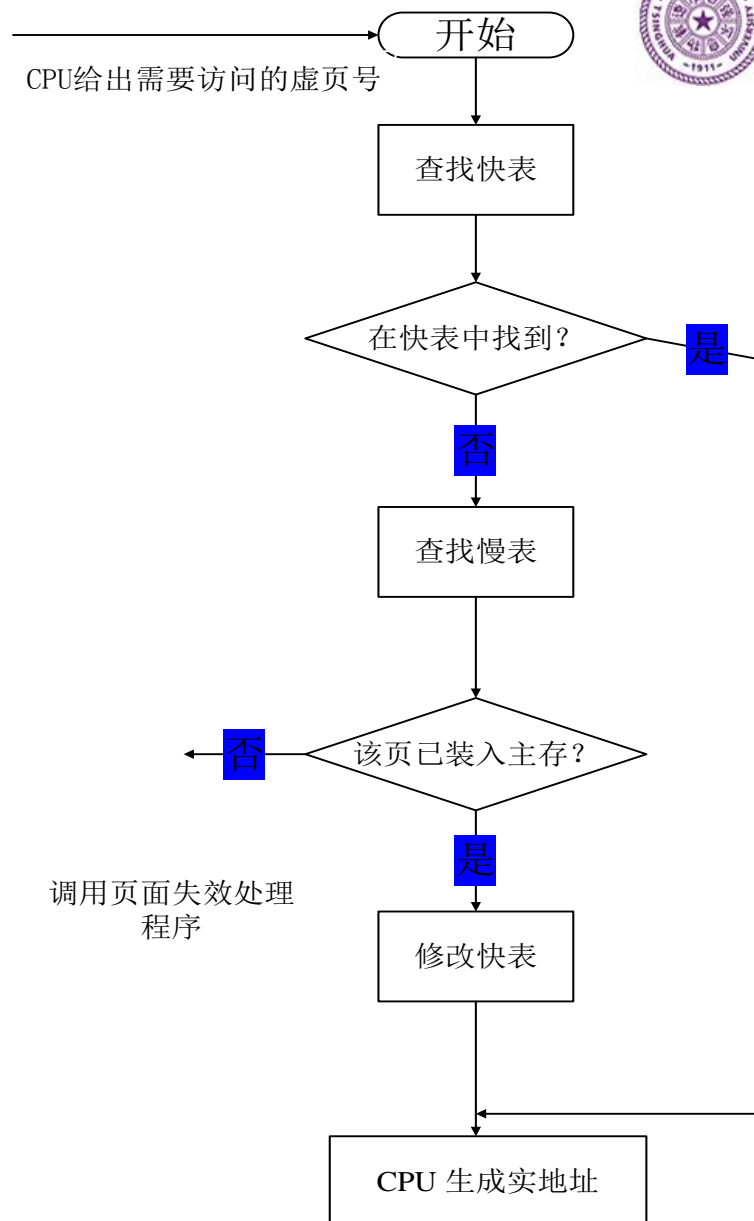 开始
CPU给出需要访问的虚页号
TSINGHUA
UNIVERSITY
-1911-
查找快表
在快表中找到?
是
否
查找慢表
否
该页已装入主存?
是
调用页面失效处理
程序
修改快表
CPU 生成实地址